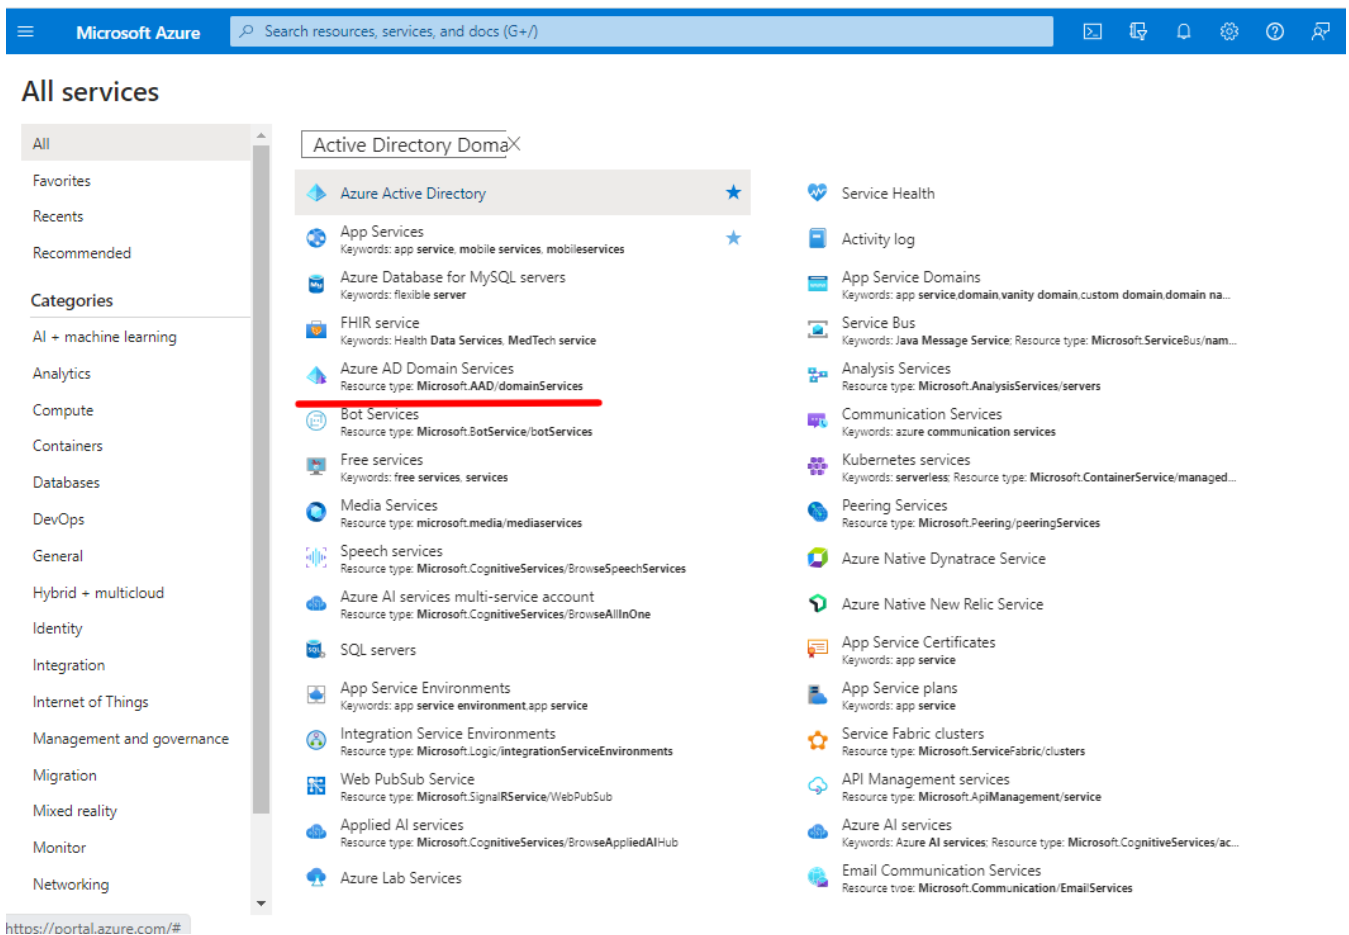 Microsoft Azure
Search resources, services, and docs (G+/)
All services
All
Favorites
Recents
Recommended
Categories
AI + machine learning
Analytics
Compute
Containers
Databases
DevOps
General
Hybrid + multicloud
Identity
Integration
Internet of Things
Management and governance
Migration
Mixed reality
Monitor
Networking
Active Directory Doma
Azure Active Directory
App Services
Keywords: app service, mobile services, mobileservices
Azure Database for MySQL servers
Keywords: flexible server
FHIR service
Keywords: Health Data Services, MedTech service
Azure AD Domain Services
Resource type: Microsoft.AAD/domainServices
Bot Services
Resource type: Microsoft.BotService/botServices
Free services
Keywords: free services, services
Media Services
Resource type: microsoft.media/mediaservices
Speech services
Resource type: Microsoft.CognitiveServices/BrowseSpeechServices
Azure AI services multi-service account
Resource type: Microsoft.CognitiveServices/BrowseAllInOne
SQL servers
App Service Environments
Keywords: app service environment,app service
Integration Service Environments
Resource type: Microsoft.Logic/integrationServiceEnvironments
Web PubSub Service
Resource type: Microsoft.SignalRService/WebPubSub
Applied AI services
Resource type: Microsoft.CognitiveServices/BrowseAppliedAIHub
Azure Lab Services
Service Health
Activity log
App Service Domains
Keywords: app service,domain,vanity domain,custom domain,domain na...
Service Bus
Keywords: Java Message Service; Resource type: Microsoft.ServiceBus/nam...
Analysis Services
Resource type: Microsoft.AnalysisServices/servers
Communication Services
Keywords: azure communication services
Kubernetes services
Keywords: serverless; Resource type: Microsoft.ContainerService/managed...
Peering Services
Resource type: Microsoft.Peering/peeringServices
Azure Native Dynatrace Service
Azure Native New Relic Service
App Service Certificates
Keywords: app service
App Service plans
Keywords: app service
Service Fabric clusters
Resource type: Microsoft.ServiceFabric/clusters
API Management services
Resource type: Microsoft.ApiManagement/service
Azure AI services
Keywords: Azure AI services; Resource type: Microsoft.CognitiveServices/ac...
Email Communication Services
Resource type: Microsoft.Communication/EmailServices
https://portal.azure.com/#